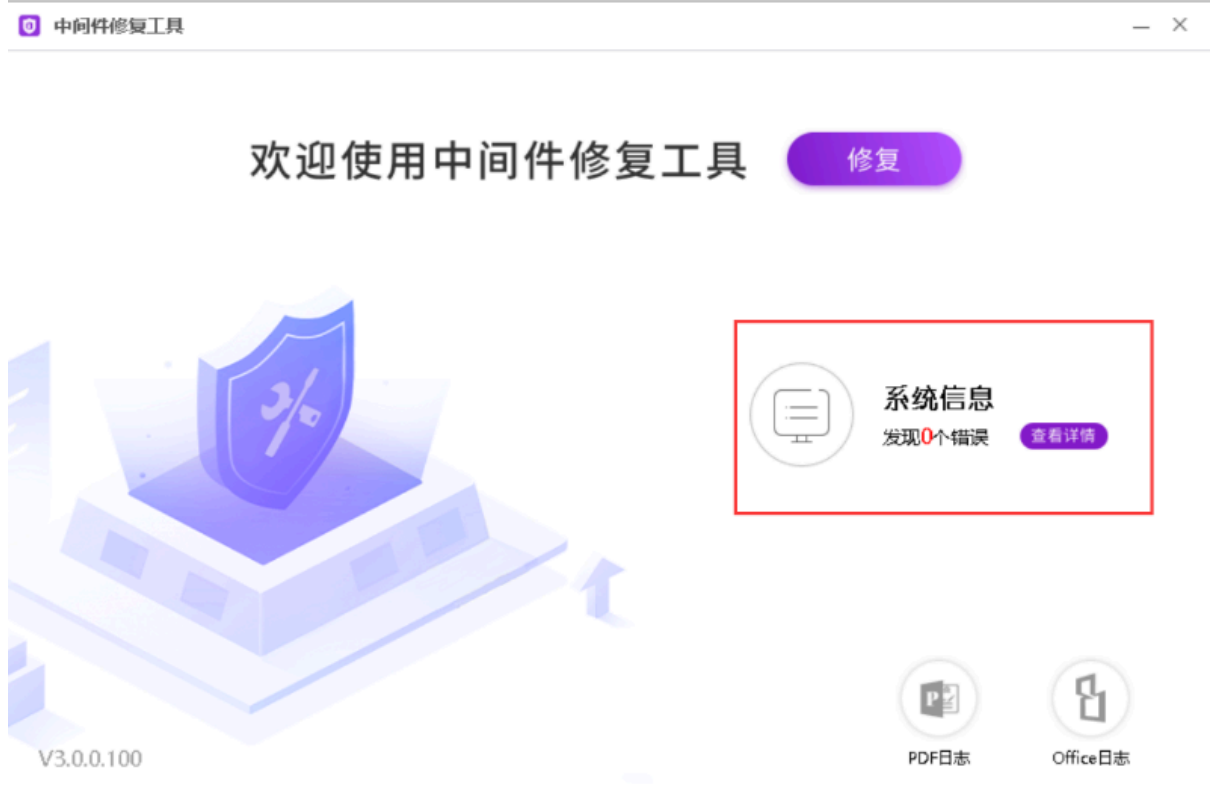 中间件修复工具
欢迎使用中间件修复工具
修复
系统信息
发现0个错误
查看详情
PDF日志
Office日志
V3.0.0.100